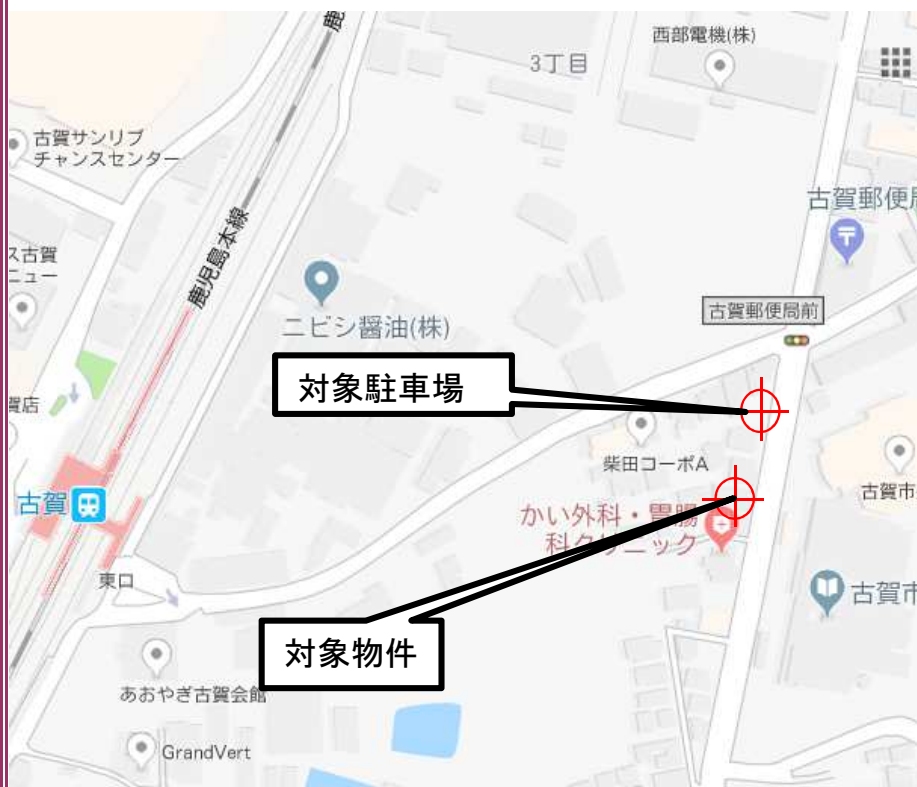 鹿
西部電機(株)
3丁目
古賀サンリブ
チャンスセンター
古賀郵便局
鹿児島本線
ス古賀
ニュー
古賀郵便局前
ニビシ醤油(株)
対象駐車場
賀店
柴田コーポA
古賀市
古賀
かい外科・胃腸
科クリニック
東口
古賀市
対象物件
あおやぎ古賀会館
GrandVert